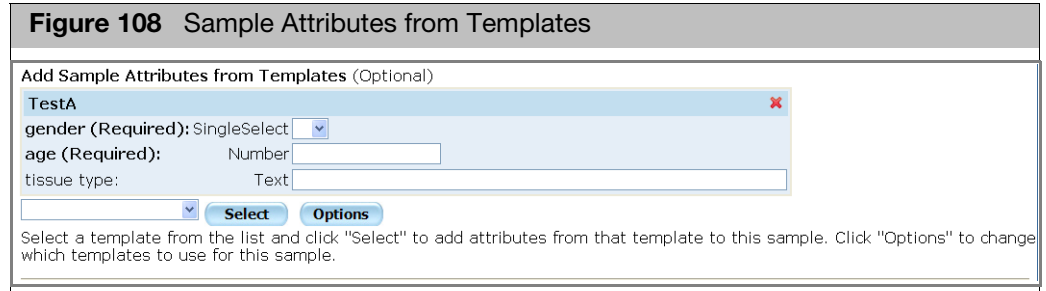 Figure 108 Sample Attributes from Templates
Add Sample Attributes from Templates (Optional)
TestA
gender (Required): SingleSelect
age (Required): Number
tissue type: Text
Select Options
Select a template from the list and click "Select" to add attributes from that template to this sample. Click "Options" to change
which templates to use for this sample.